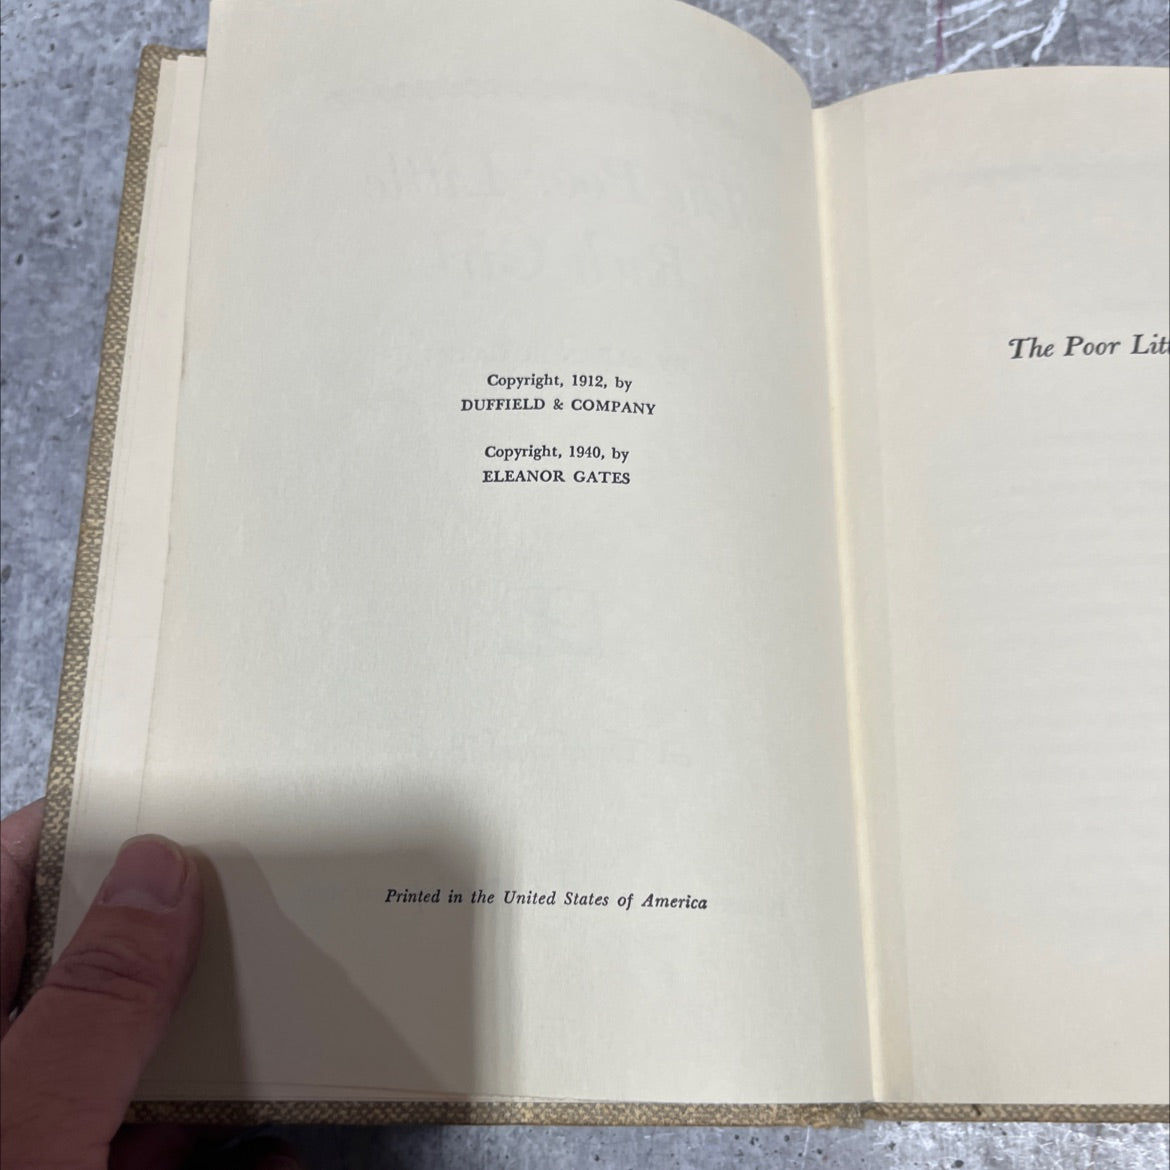 Copyright, 1912, by
DUFFIELD & COMPANY
Copyright, 1940, by
ELEANOR GATES
Printed in the United States of America
The Poor Lit